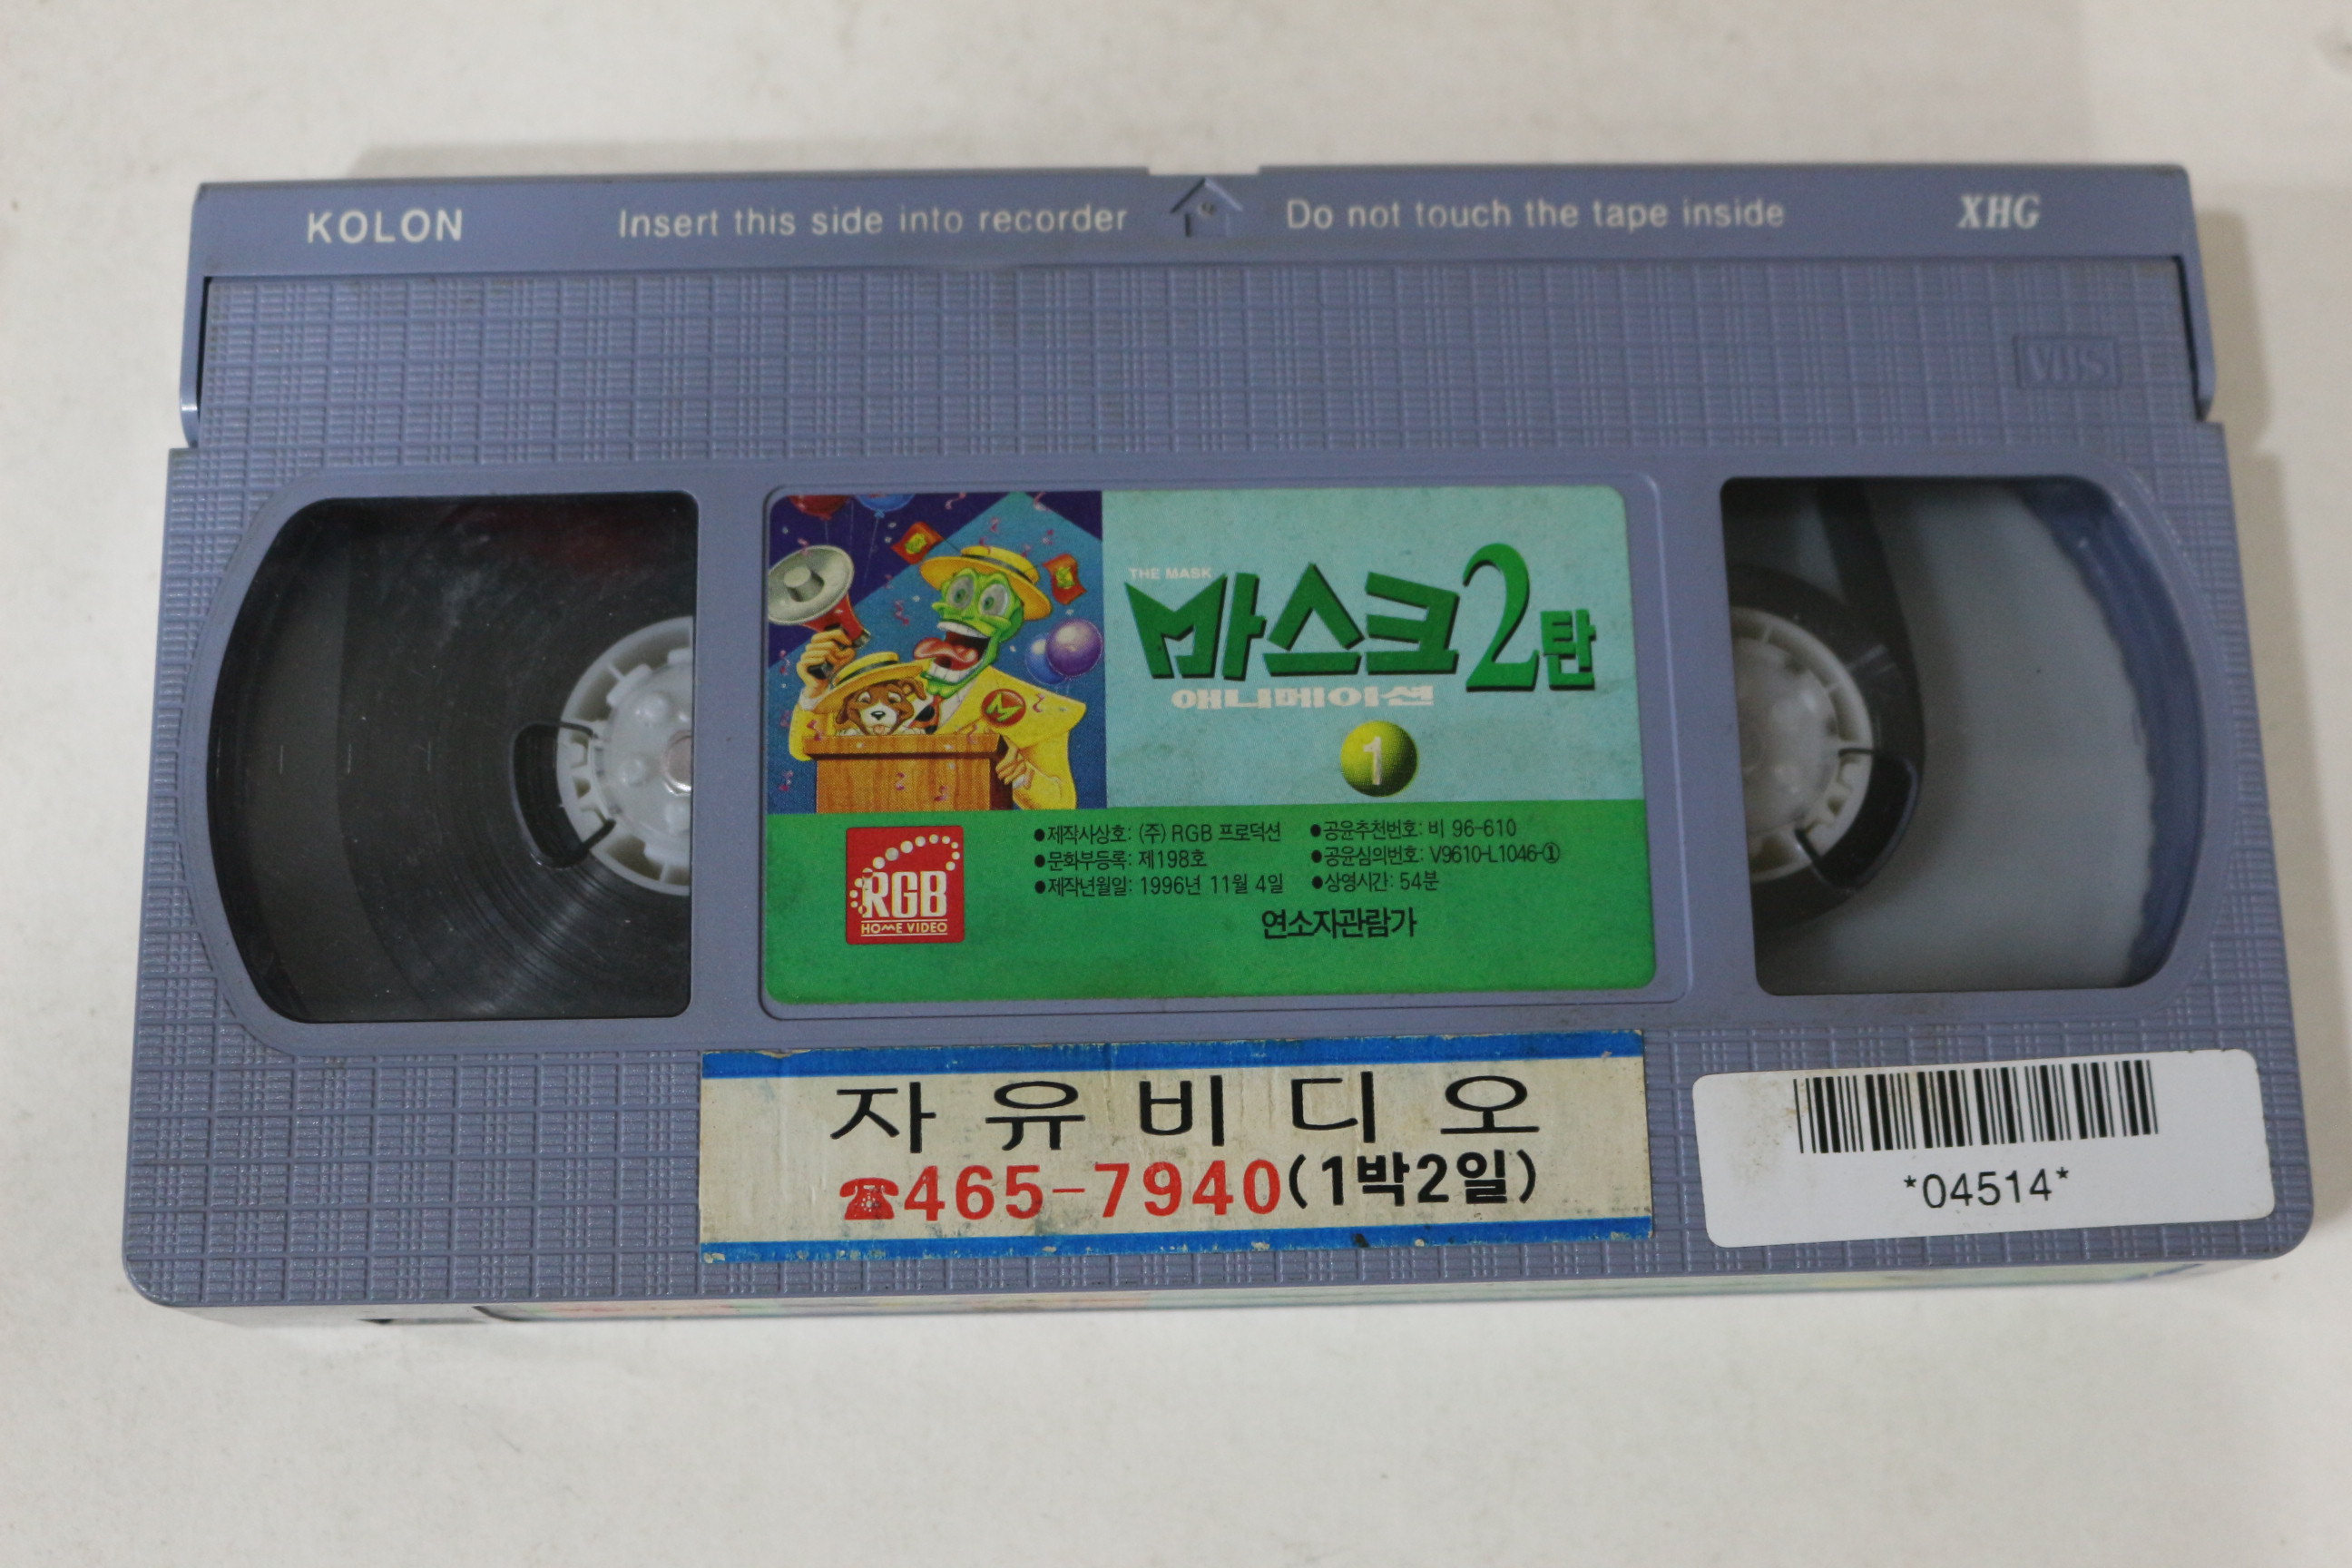 KOLON Insert this side into recorder Do not touch the tape inside XHG
VHS
THE MASK
마스크2탄
애니메이션
1
●제작사상호: (주) RGB 프로덕션
●문화부등록: 제198호
●제작년월일: 1996년 11월 4일
●공윤추천번호: 비 96-610
●공윤심의번호: V9610-L1046-①
●상영시간: 54분
연소자관람가
RGB
HOME VIDEO
자유비디오
☎465-7940(1박2일)
*04514*